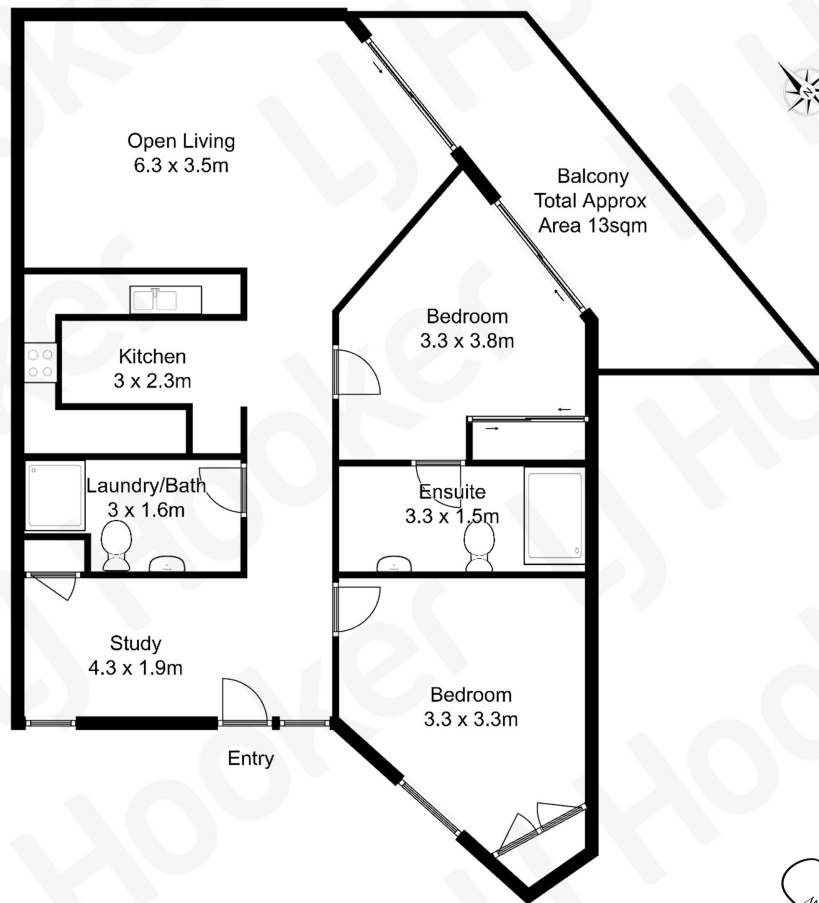 Open Living
6.3 x 3.5m
Balcony
Total Approx
Area 13sqm
Bedroom
3.3 x 3.8m
Kitchen
3 x 2.3m
Laundry/Bath
3 x 1.6m
Ensuite
3.3 x 1.5m
Study
4.3 x 1.9m
Bedroom
3.3 x 3.3m
Entry
N
LJ Hooker